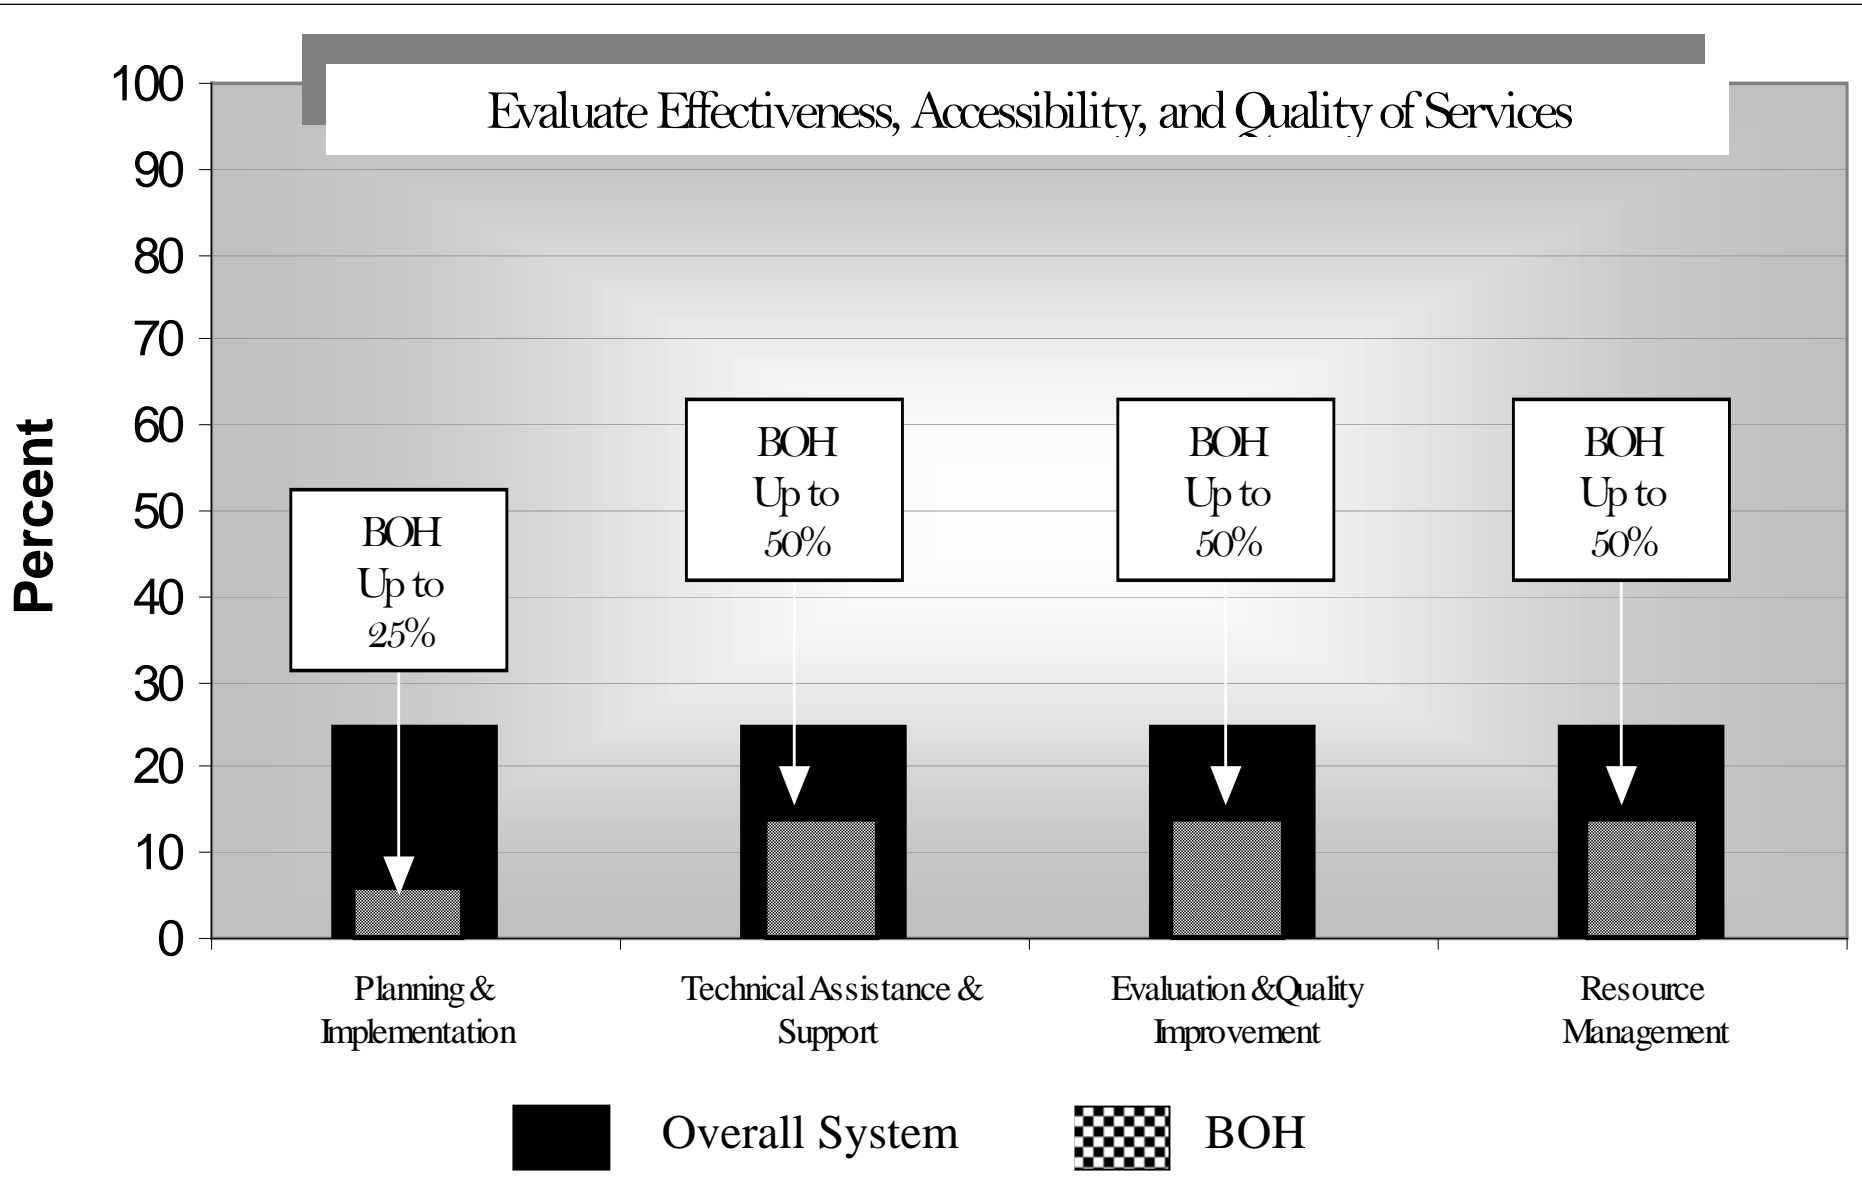 Evaluate Effectiveness, Accessibility, and Quality of Services
Percent
100
90
80
70
60
50
40
30
20
10
0
BOH
Up to
25%
BOH
Up to
50%
BOH
Up to
50%
BOH
Up to
50%
Planning &
Implementation
Technical Assistance &
Support
Evaluation &Quality
Improvement
Resource
Management
Overall System
BOH